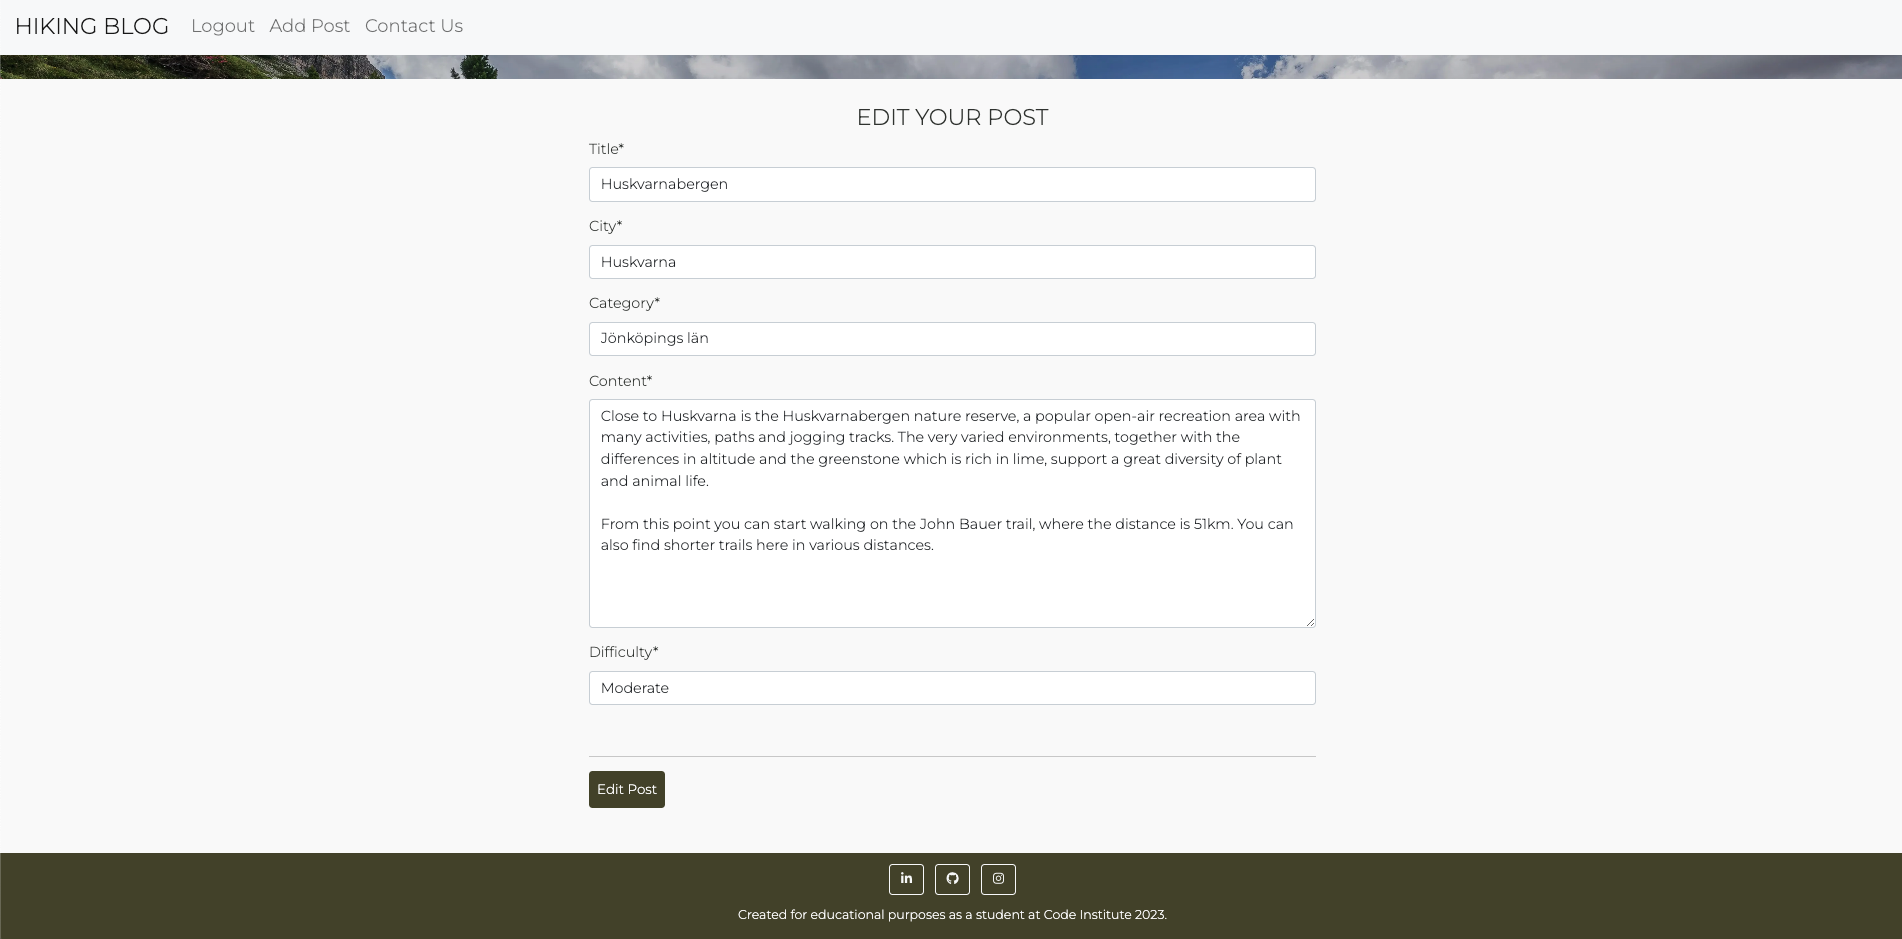 HIKING BLOG Logout Add Post Contact Us
EDIT YOUR POST
Title*
Huskvarnabergen
City*
Huskvarna
Category*
Jönköpings län
Content*
Close to Huskvarna is the Huskvarnabergen nature reserve, a popular open-air recreation area with
many activities, paths and jogging tracks. The very varied environments, together with the
differences in altitude and the greenstone which is rich in lime, support a great diversity of plant
and animal life.
From this point you can start walking on the John Bauer trail, where the distance is 51km. You can
also find shorter trails here in various distances.
Difficulty*
Moderate
Edit Post
in
Created for educational purposes as a student at Code Institute 2023.